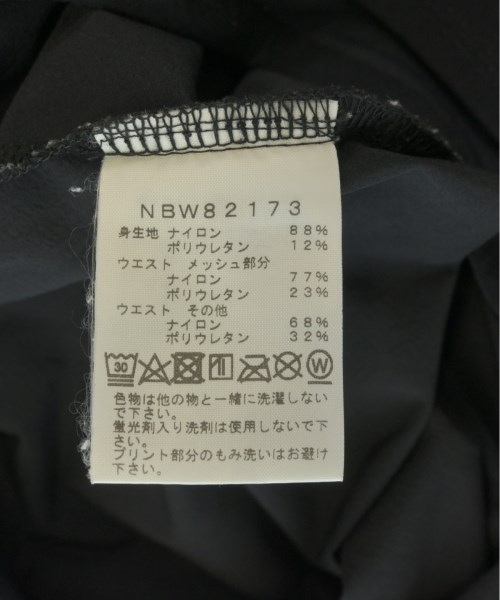 NBW82173
身生地 ナイロン 88%
ポリウレタン 12%
ウエスト メッシュ部分
ナイロン 77%
ポリウレタン 23%
ウエスト その他
ナイロン 68%
ポリウレタン 32%
30 W
色物は他の物と一緒に洗濯しない
で下さい。
蛍光剤入り洗剤は使用しないで下
さい。
プリント部分のもみ洗いはお避け
下さい。